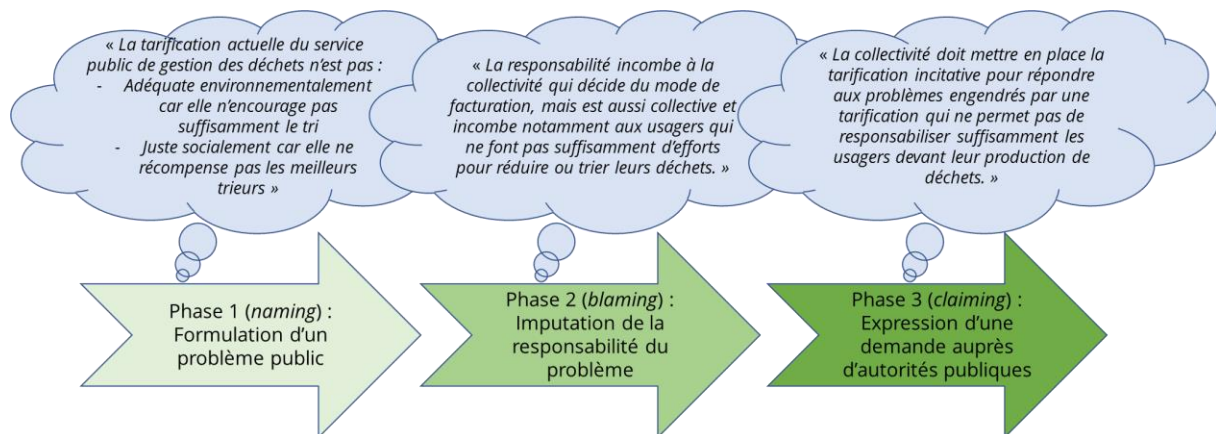 « La tarification actuelle du service
public de gestion des déchets n'est pas :
- Adéquate environnementalement
car elle n'encourage pas
suffisamment le tri
- Juste socialement car elle ne
récompense pas les meilleurs
trieurs »
« La responsabilité incombe à la
collectivité qui décide du mode de
facturation, mais est aussi collective et
incombe notamment aux usagers qui
ne font pas suffisamment d'efforts
pour réduire ou trier leurs déchets. »
« La collectivité doit mettre en place la
tarification incitative pour répondre
aux problèmes engendrés par une
tarification qui ne permet pas de
responsabiliser suffisamment les
usagers devant leur production de
déchets. »
Phase 1 (naming) :
Formulation d'un
problème public
Phase 2 (blaming) :
Imputation de la
responsabilité du
problème
Phase 3 (claiming) :
Expression d'une
demande auprès
d'autorités publiques